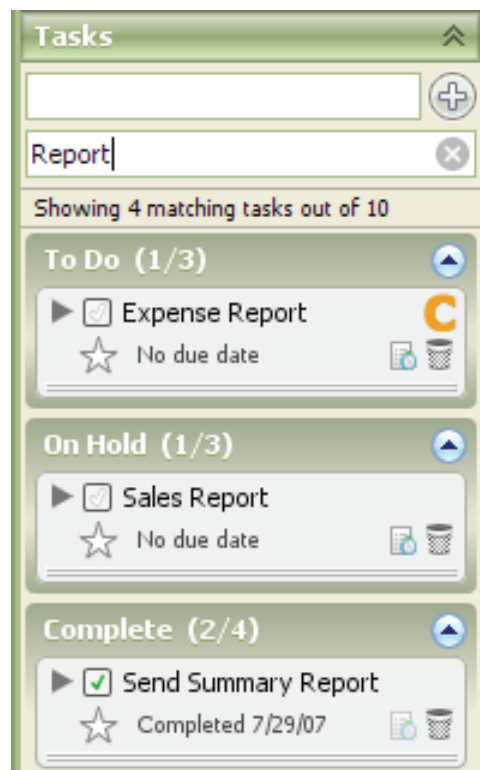 Tasks
Report
Showing 4 matching tasks out of 10
To Do (1/3)
Expense Report C
No due date
On Hold (1/3)
Sales Report
No due date
Complete (2/4)
Send Summary Report
Completed 7/29/07